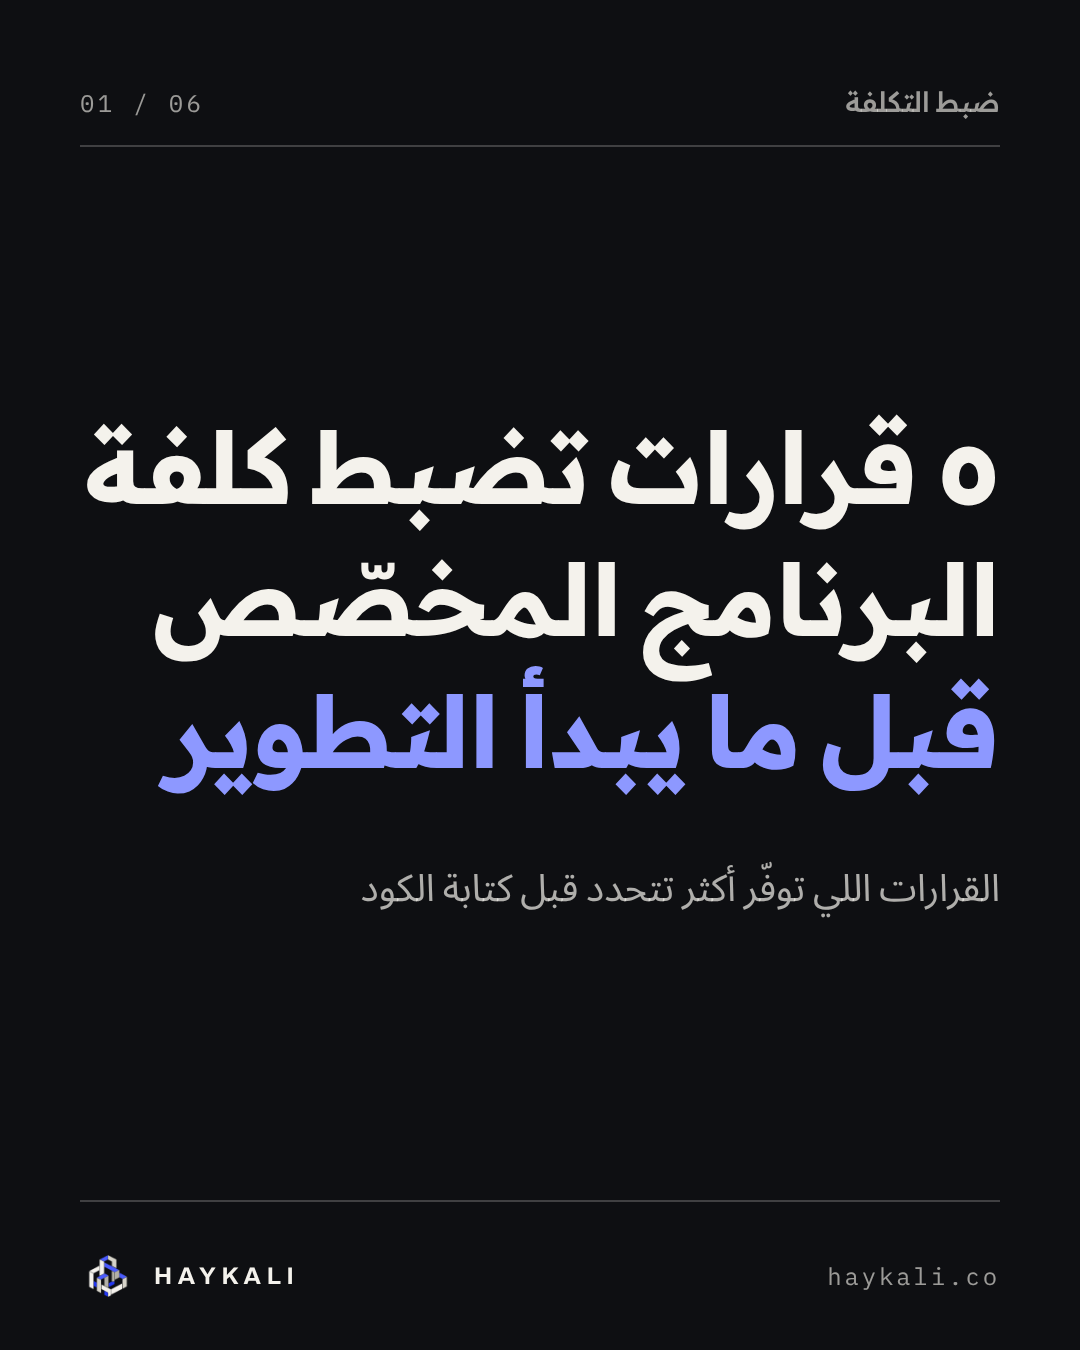 ضبط التكلفة
01 / 06
٥ قرارات تضبط كلفة
البرنامج المخصّص
قبل ما يبدأ التطوير
القرارات اللي توفّر أكثر تتحدد قبل كتابة الكود
HAYKALI
haykali.co